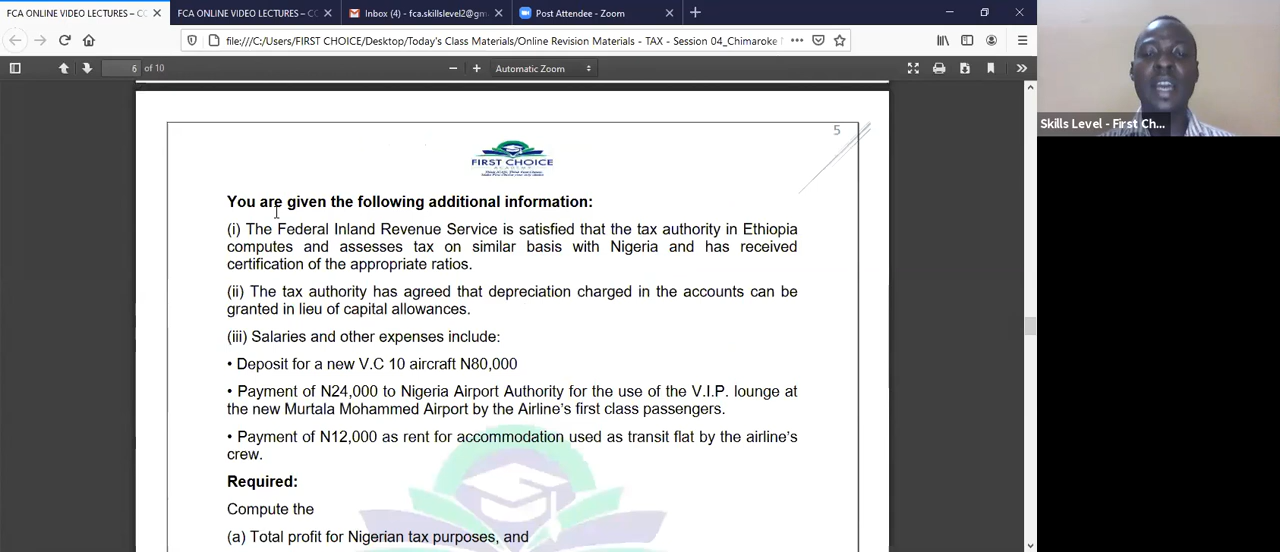 FCA ONLINE VIDEO LECTURES – CO
FCA ONLINE VIDEO LECTURES – CO
Inbox (4) - fca.skillslevel2@gm
Post Attendee - Zoom
file:///C:/Users/FIRST CHOICE/Desktop/Today's Class Materials/Online Revision Materials - TAX - Session 04_Chimaroke
6 of 10
Automatic Zoom
Skills Level - First Ch...
5
FIRST CHOICE
You are given the following additional information:
(i) The Federal Inland Revenue Service is satisfied that the tax authority in Ethiopia
computes and assesses tax on similar basis with Nigeria and has received
certification of the appropriate ratios.
(ii) The tax authority has agreed that depreciation charged in the accounts can be
granted in lieu of capital allowances.
(iii) Salaries and other expenses include:
• Deposit for a new V.C 10 aircraft N80,000
• Payment of N24,000 to Nigeria Airport Authority for the use of the V.I.P. lounge at
the new Murtala Mohammed Airport by the Airline's first class passengers.
• Payment of N12,000 as rent for accommodation used as transit flat by the airline's
crew.
Required:
Compute the
(a) Total profit for Nigerian tax purposes, and